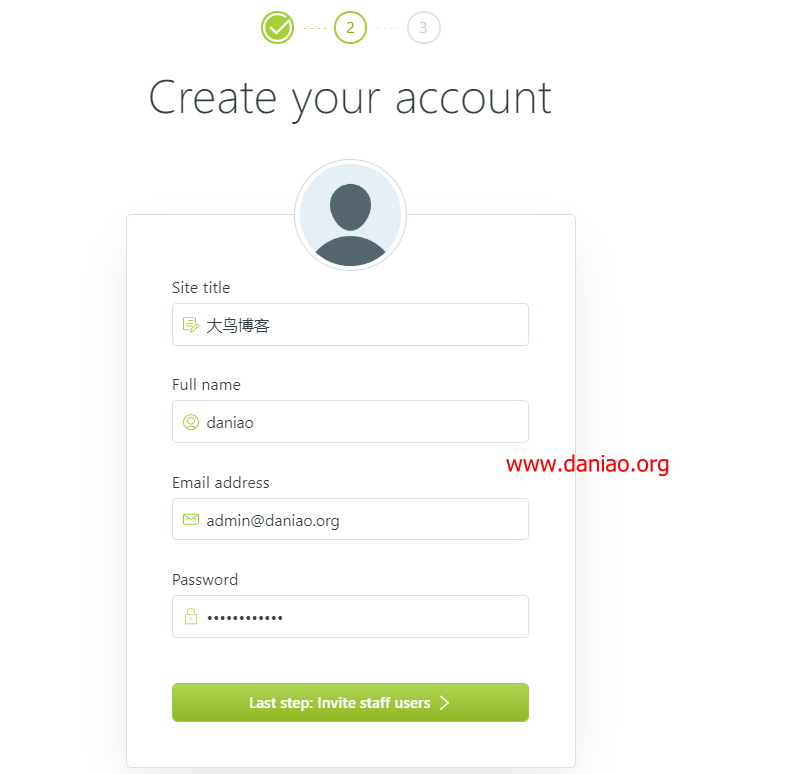 2
3
Create your account
Site title
大鸟博客
Full name
daniao
www.daniao.org
Email address
admin@daniao.org
Password
••••••••••••
Last step: Invite staff users